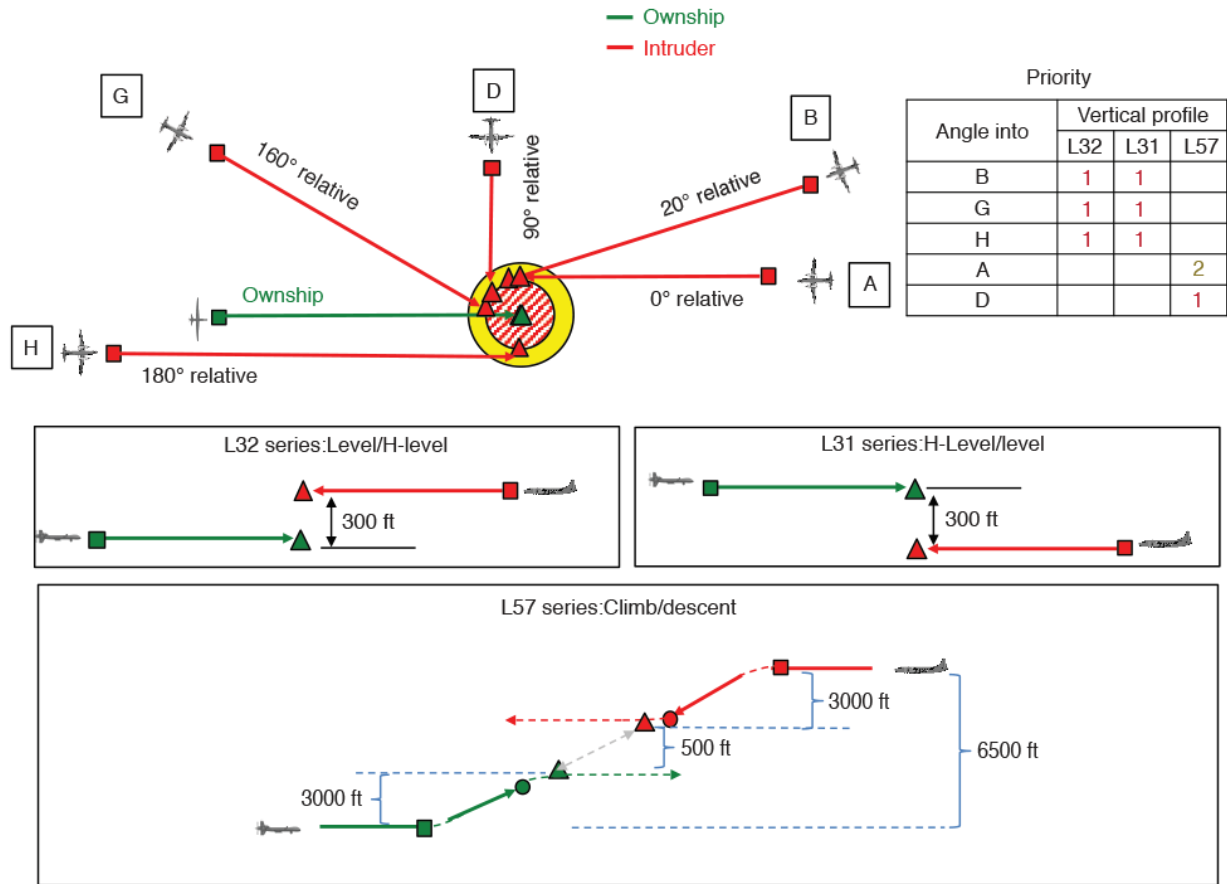 Ownship
Intruder
G
D
B
Priority
Angle into
Vertical profile
L32
L31
L57
B
1
1
G
1
1
H
1
1
A
2
D
1
160° relative
90° relative
20° relative
Ownship
0° relative
A
H
180° relative
L32 series:Level/H-level
300 ft
L31 series:H-Level/level
300 ft
L57 series:Climb/descent
3000 ft
500 ft
6500 ft
3000 ft